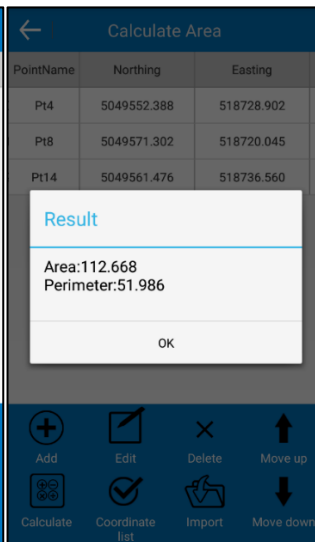 Calculate Area
PointName Northing Easting
Pt4 5049552.388 518728.902
Pt8 5049571.302 518720.045
Pt14 5049561.476 518736.560
Result
Area:112.668
Perimeter:51.986
OK
Add Edit Delete Move up
Calculate Coordinate list Import Move down